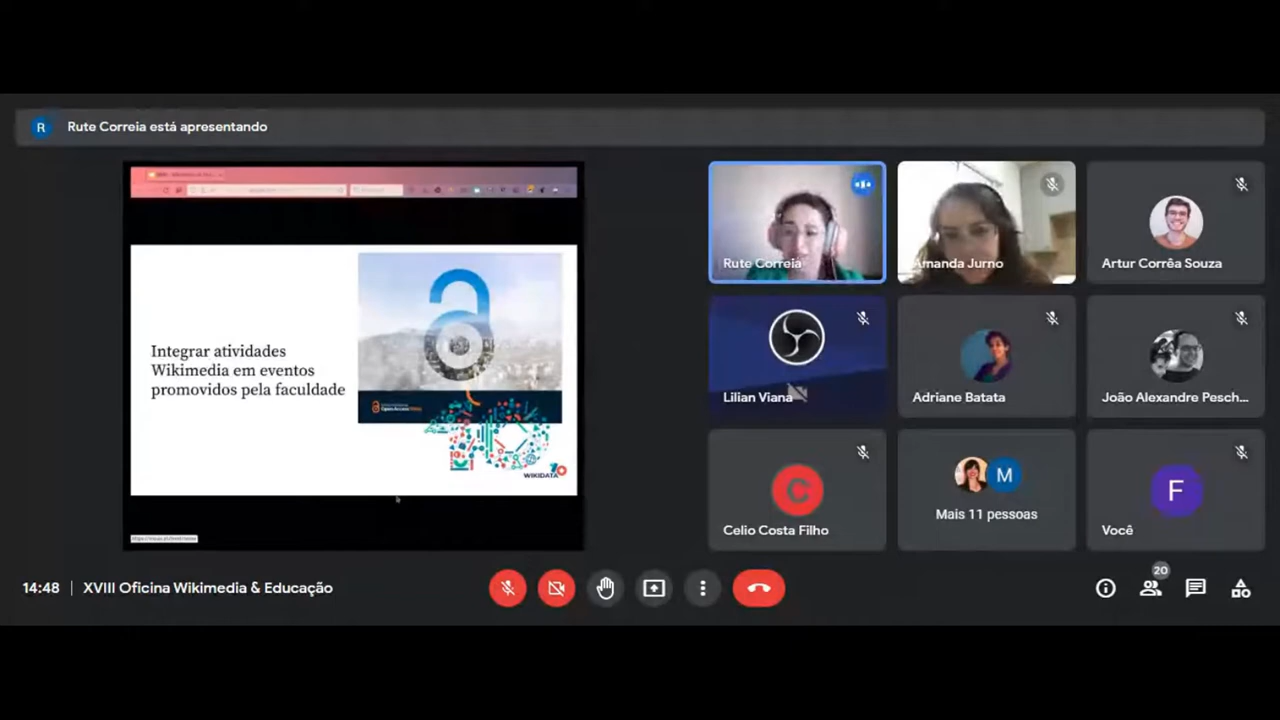 R
Rute Correia está apresentando
Integrar atividades
Wikimedia em eventos
promovidos pela faculdade
WIKIDATA
Rute Correia
Amanda Jurno
Artur Corrêa Souza
Lilian Viana
Adriane Batata
João Alexandre Pesch...
C
Celio Costa Filho
M
Mais 11 pessoas
F
Você
14:48 | XVIII Oficina Wikimedia & Educação
20